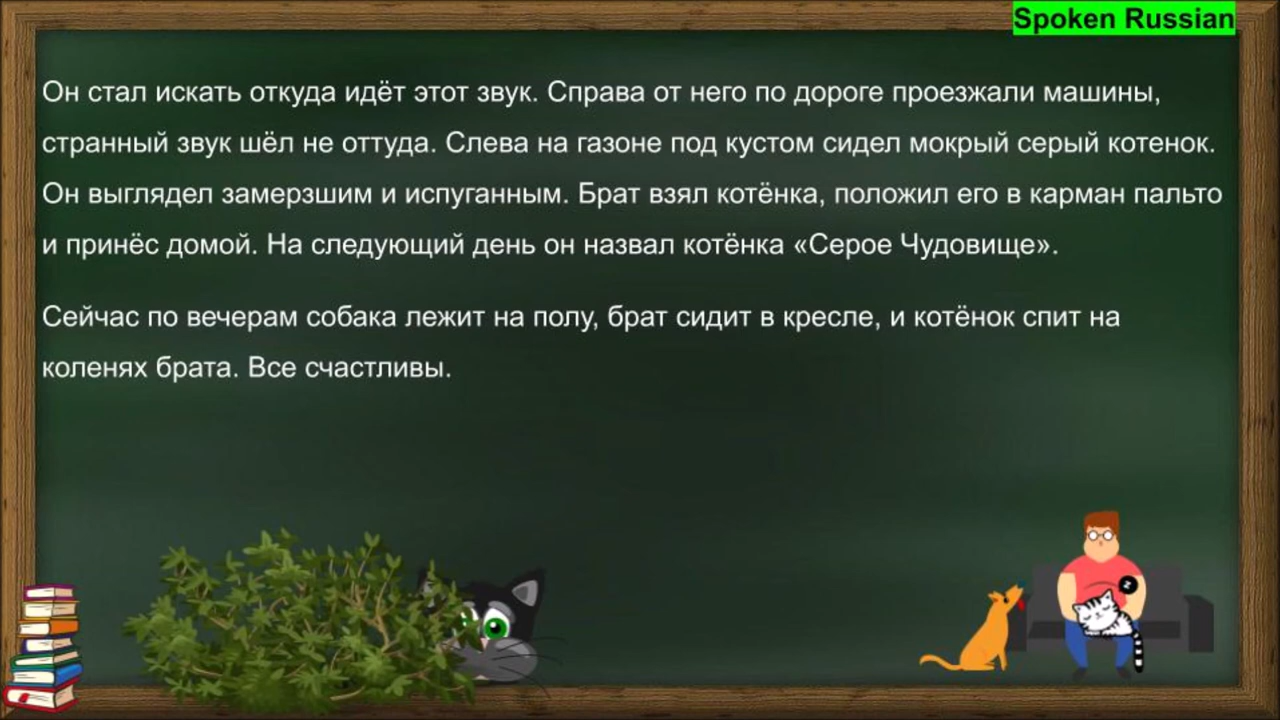 Spoken Russian
Он стал искать откуда идёт этот звук. Справа от него по дороге проезжали машины,
странный звук шёл не оттуда. Слева на газоне под кустом сидел мокрый серый котенок.
Он выглядел замерзшим и испуганным. Брат взял котёнка, положил его в карман пальто
и принёс домой. На следующий день он назвал котёнка «Серое Чудовище».
Сейчас по вечерам собака лежит на полу, брат сидит в кресле, и котёнок спит на
коленях брата. Все счастливы.